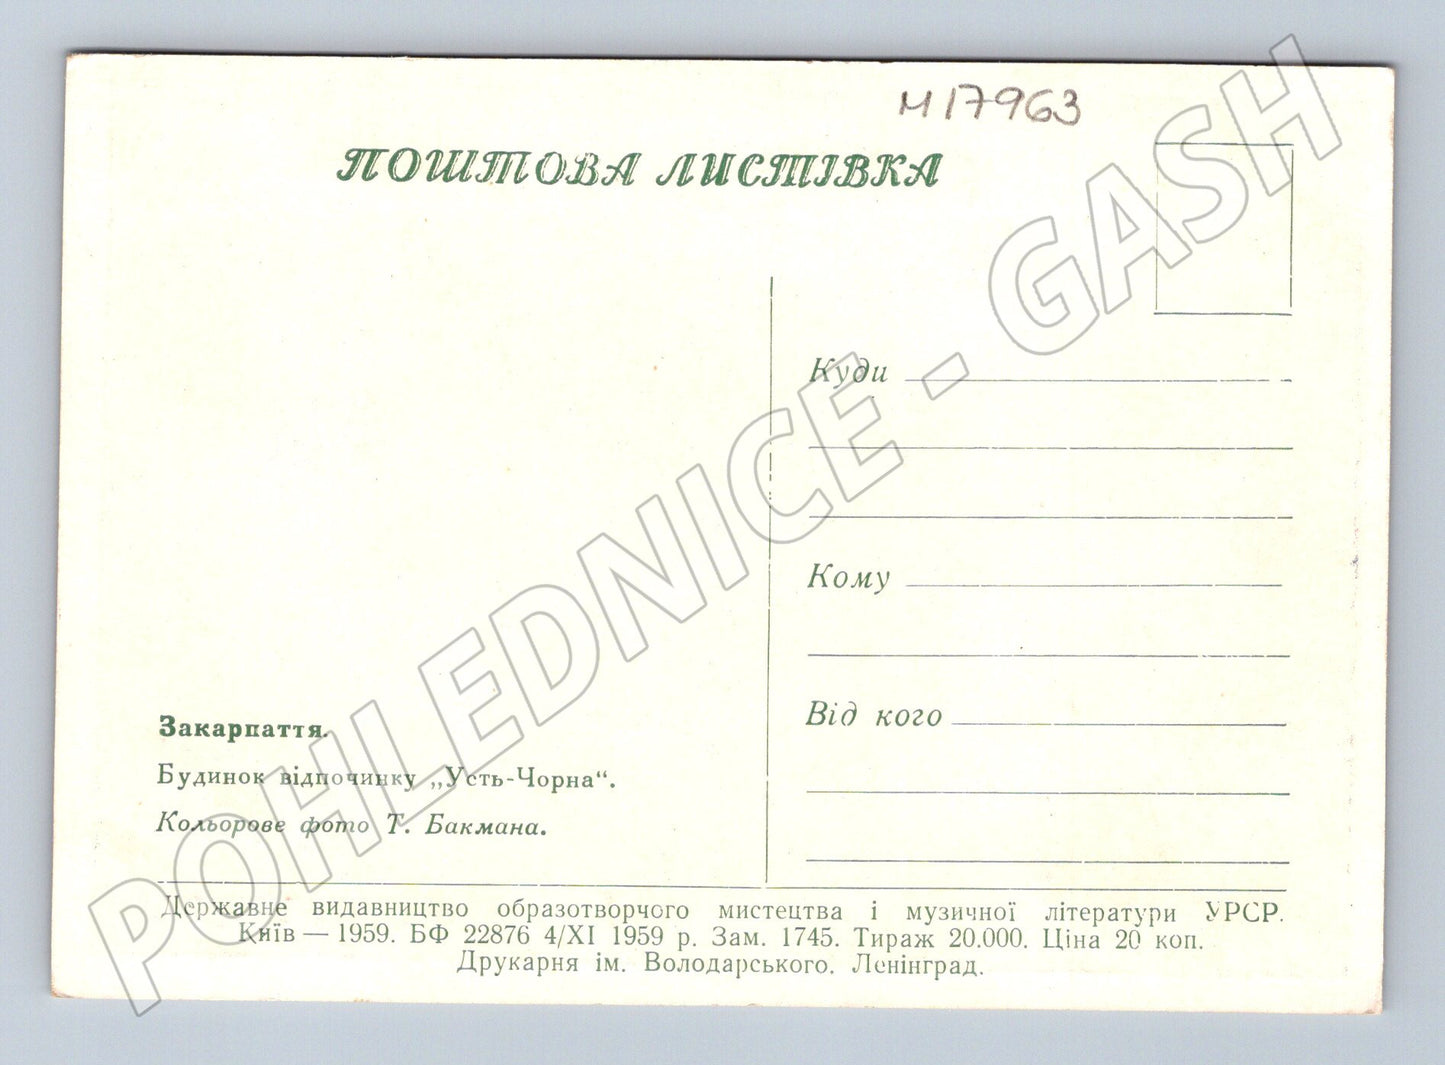 м 17963
ПОШТОВА ЛИСТІВКА
Куди
Кому
Від кого
Закарпаття.
Будинок відпочинку „Усть-Чорна“.
Кольорове фото Т. Бакмана.
Державне видавництво образотворчого мистецтва і музичної літератури УРСР.
Київ — 1959. БФ 22876 4/XI 1959 р. Зам. 1745. Тираж 20.000. Ціна 20 коп.
Друкарня ім. Володарського. Ленінград.
POHLEDNICE - GASH